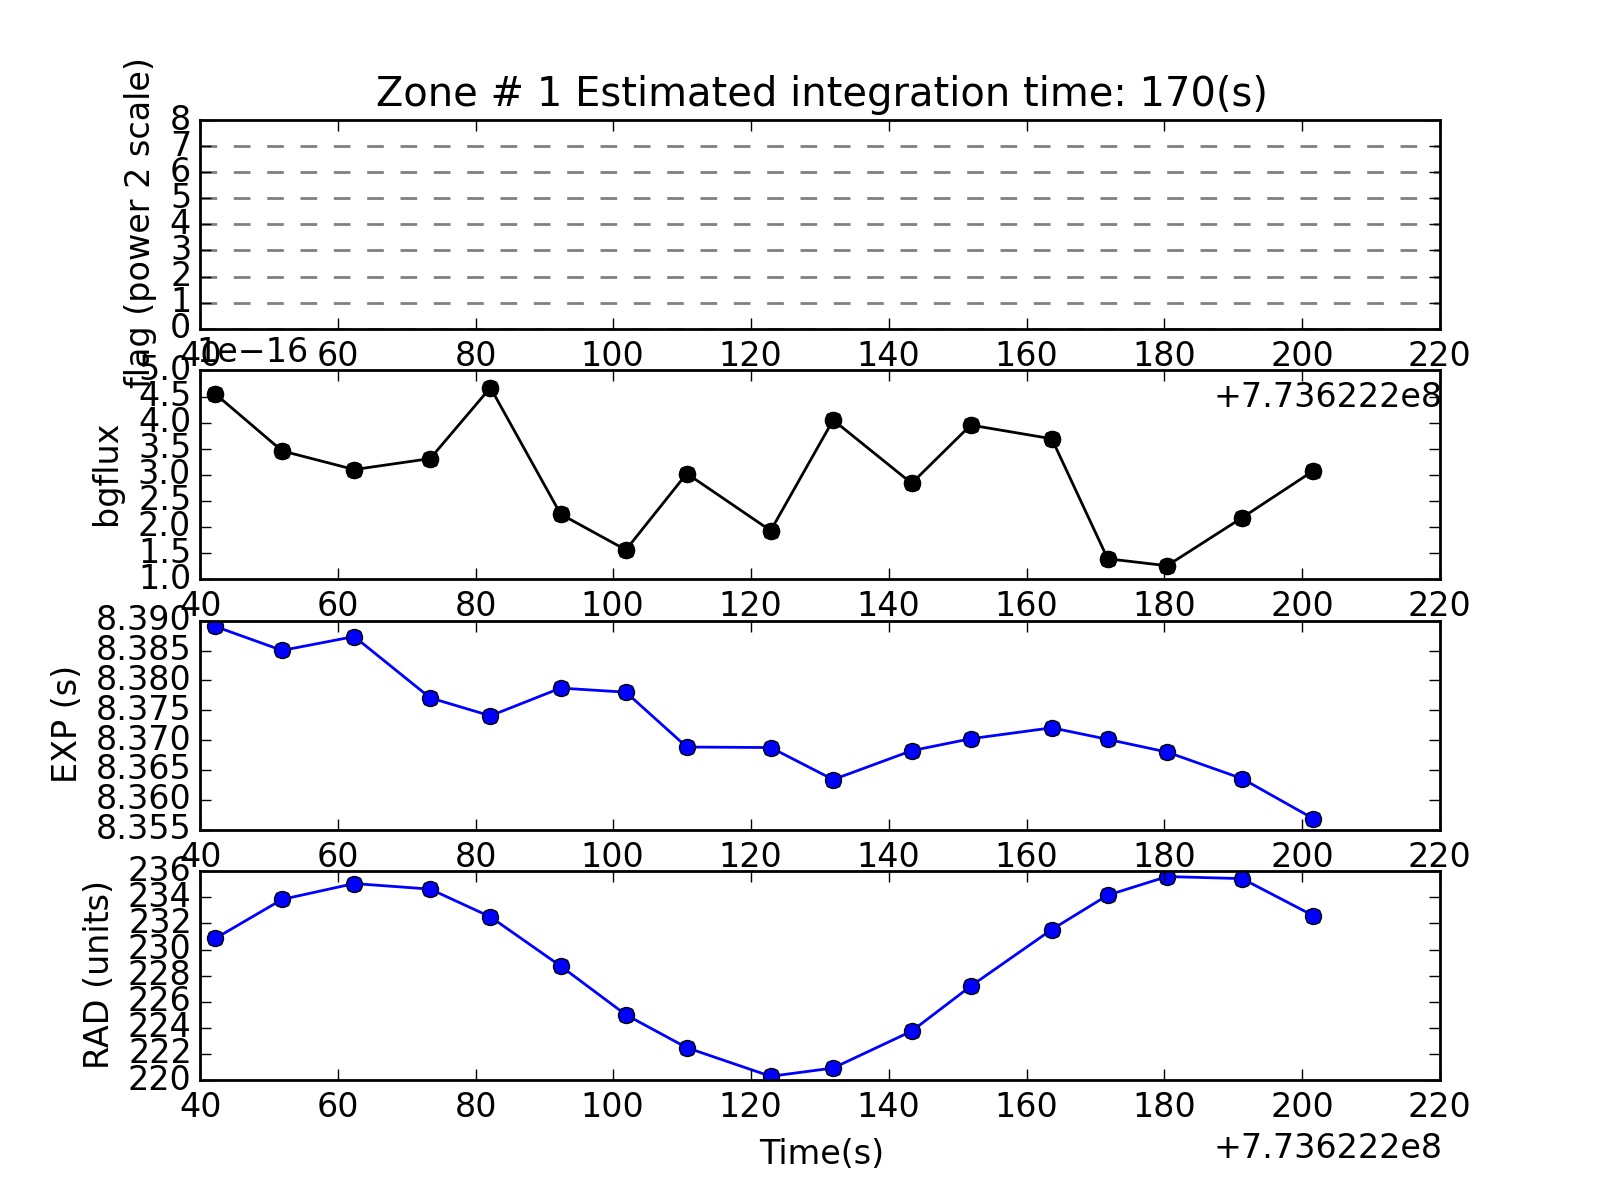 Zone # 1 Estimated integration time: 170(s)
flag (power 2 scale)
8
7
6
5
4
3
2
1
0
40 60 80 100 120 140 160 180 200 220
1e−16
+7.736222e8
bgflux
5.0
4.5
4.0
3.5
3.0
2.5
2.0
1.5
1.0
40 60 80 100 120 140 160 180 200 220
EXP (s)
8.390
8.385
8.380
8.375
8.370
8.365
8.360
8.355
40 60 80 100 120 140 160 180 200 220
RAD (units)
236
234
232
230
228
226
224
222
220
40 60 80 100 120 140 160 180 200 220
Time(s)
+7.736222e8